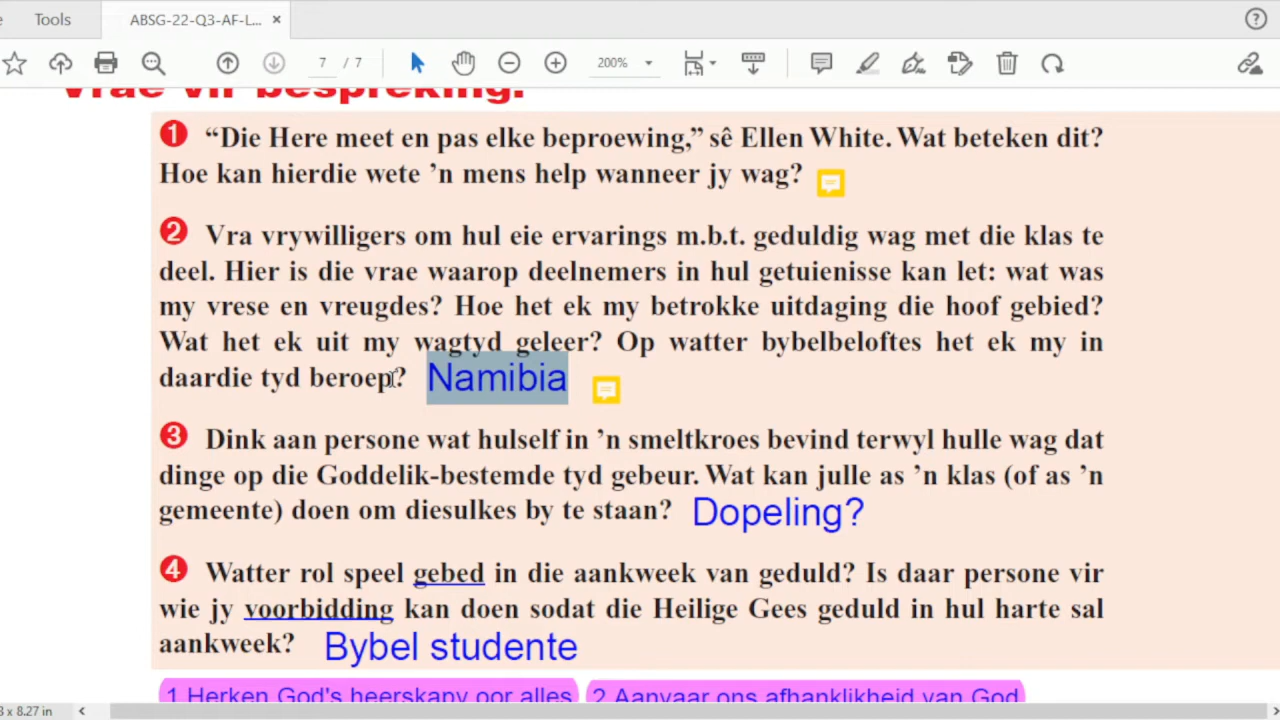 Tools
ABSG-22-Q3-AF-L... ×
7 / 7
200%
Vrae vir bespreking:
1 “Die Here meet en pas elke beproewing,” sê Ellen White. Wat beteken dit?
Hoe kan hierdie wete ’n mens help wanneer jy wag?
2 Vra vrywilligers om hul eie ervarings m.b.t. geduldig wag met die klas te
deel. Hier is die vrae waarop deelnemers in hul getuienisse kan let: wat was
my vrese en vreugdes? Hoe het ek my betrokke uitdaging die hoof gebied?
Wat het ek uit my wagtyd geleer? Op watter bybelbeloftes het ek my in
daardie tyd beroep? Namibia
3 Dink aan persone wat hulself in ’n smeltkroes bevind terwyl hulle wag dat
dinge op die Goddelik-bestemde tyd gebeur. Wat kan julle as ’n klas (of as ’n
gemeente) doen om diesulkes by te staan? Dopeling?
4 Watter rol speel gebed in die aankweek van geduld? Is daar persone vir
wie jy voorbidding kan doen sodat die Heilige Gees geduld in hul harte sal
aankweek? Bybel studente
1 Herken God's heerskapy oor alles 2 Aanvaar ons afhanklikheid van God
x 8.27 in